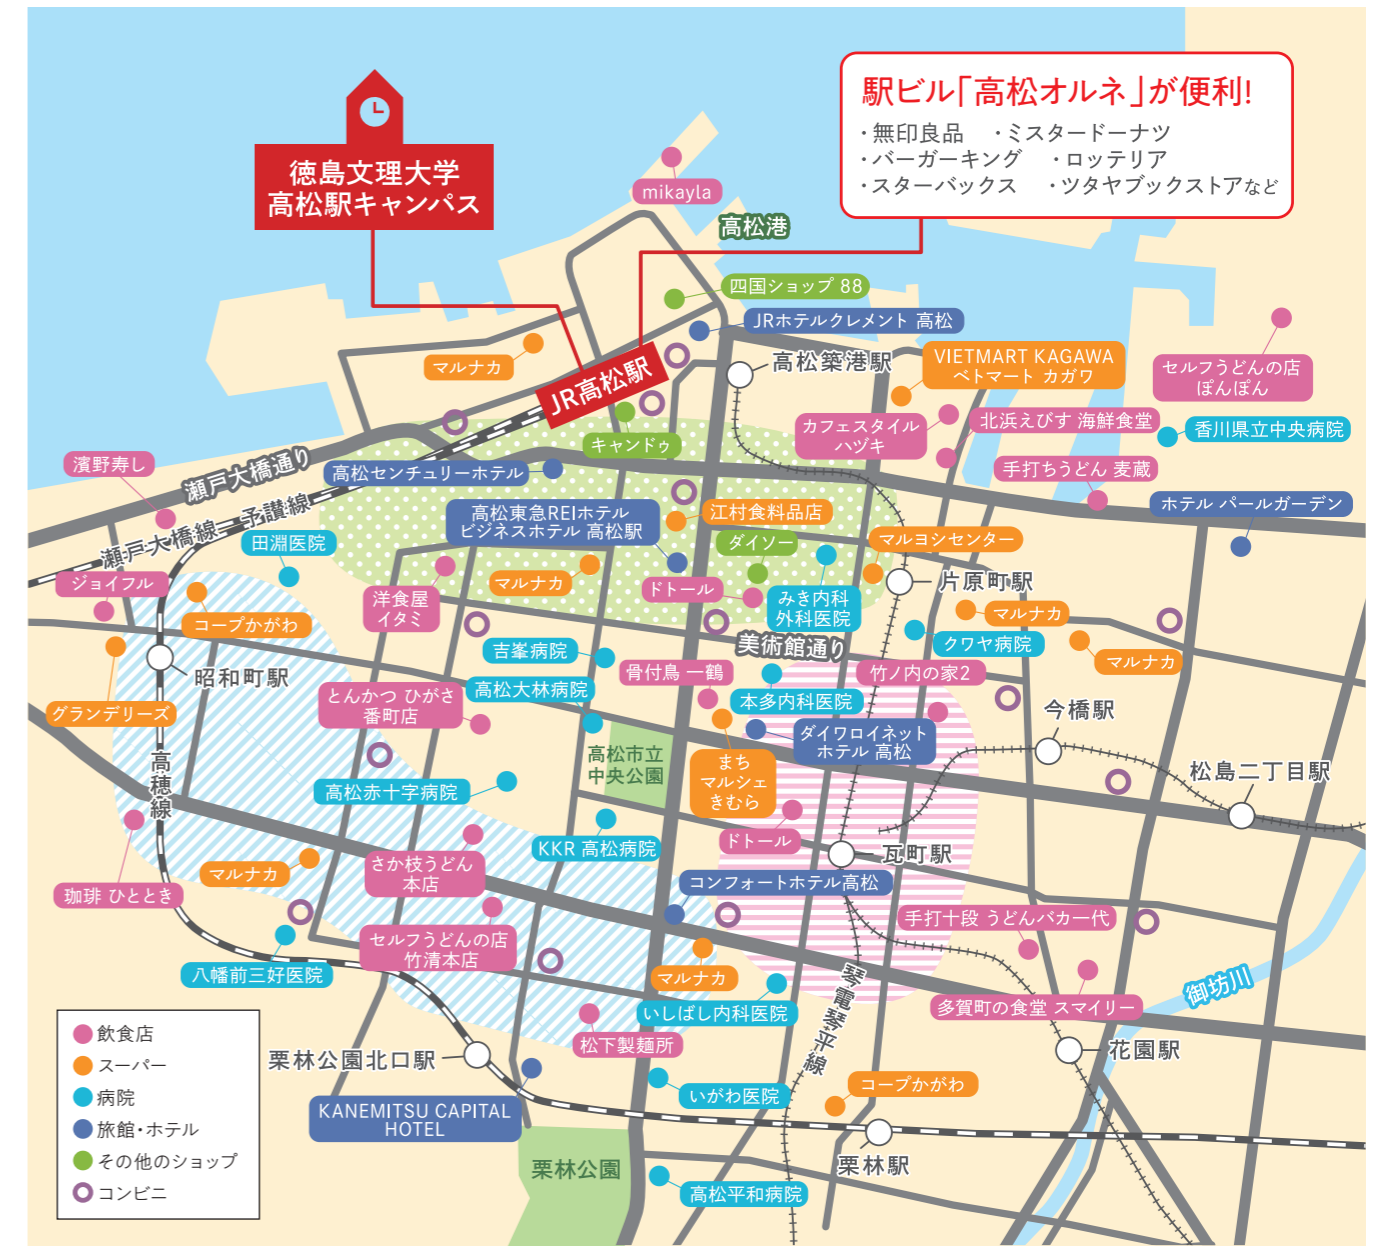 徳島文理大学
高松駅キャンパス
駅ビル「高松オルネ」が便利!
・無印良品 ・ミスタードーナツ
・バーガーキング ・ロッテリア
・スターバックス ・ツタヤブックストアなど
mikayla
高松港
四国ショップ 88
JRホテルクレメント 高松
マルナカ
JR高松駅
高松築港駅
VIETMART KAGAWA
ベトマート カガワ
セルフうどんの店
ぽんぽん
カフェスタイル
ハヅキ
北浜えびす 海鮮食堂
香川県立中央病院
キャンドゥ
濱野寿し
瀬戸大橋通り
高松センチュリーホテル
手打ちうどん 麦蔵
ホテル パールガーデン
瀬戸大橋線
予讃線
高松東急REIホテル
ビジネスホテル 高松駅
江村食料品店
田淵医院
ダイソー
マルヨシセンター
ジョイフル
洋食屋
イタミ
マルナカ
ドトール
みき内科
外科医院
片原町駅
マルナカ
コープかがわ
美術館通り
クワヤ病院
マルナカ
昭和町駅
吉峯病院
骨付鳥 一鶴
竹ノ内の家2
グランデリーズ
とんかつ ひがさ
番町店
高松大林病院
本多内科医院
今橋駅
ダイワロイネット
ホテル 高松
高松市立
中央公園
まち
マルシェ
きむら
松島二丁目駅
高穂線
高松赤十字病院
ドトール
KKR 高松病院
瓦町駅
さか枝うどん
本店
マルナカ
コンフォートホテル高松
珈琲 ひととき
手打十段 うどんバカ一代
セルフうどんの店
竹清本店
八幡前三好医院
マルナカ
琴電琴平線
御坊川
多賀町の食堂 スマイリー
いしばし内科医院
松下製麺所
花園駅
栗林公園北口駅
いがわ医院
コープかがわ
KANEMITSU CAPITAL
HOTEL
栗林公園
栗林駅
高松平和病院
飲食店
スーパー
病院
旅館・ホテル
その他のショップ
コンビニ